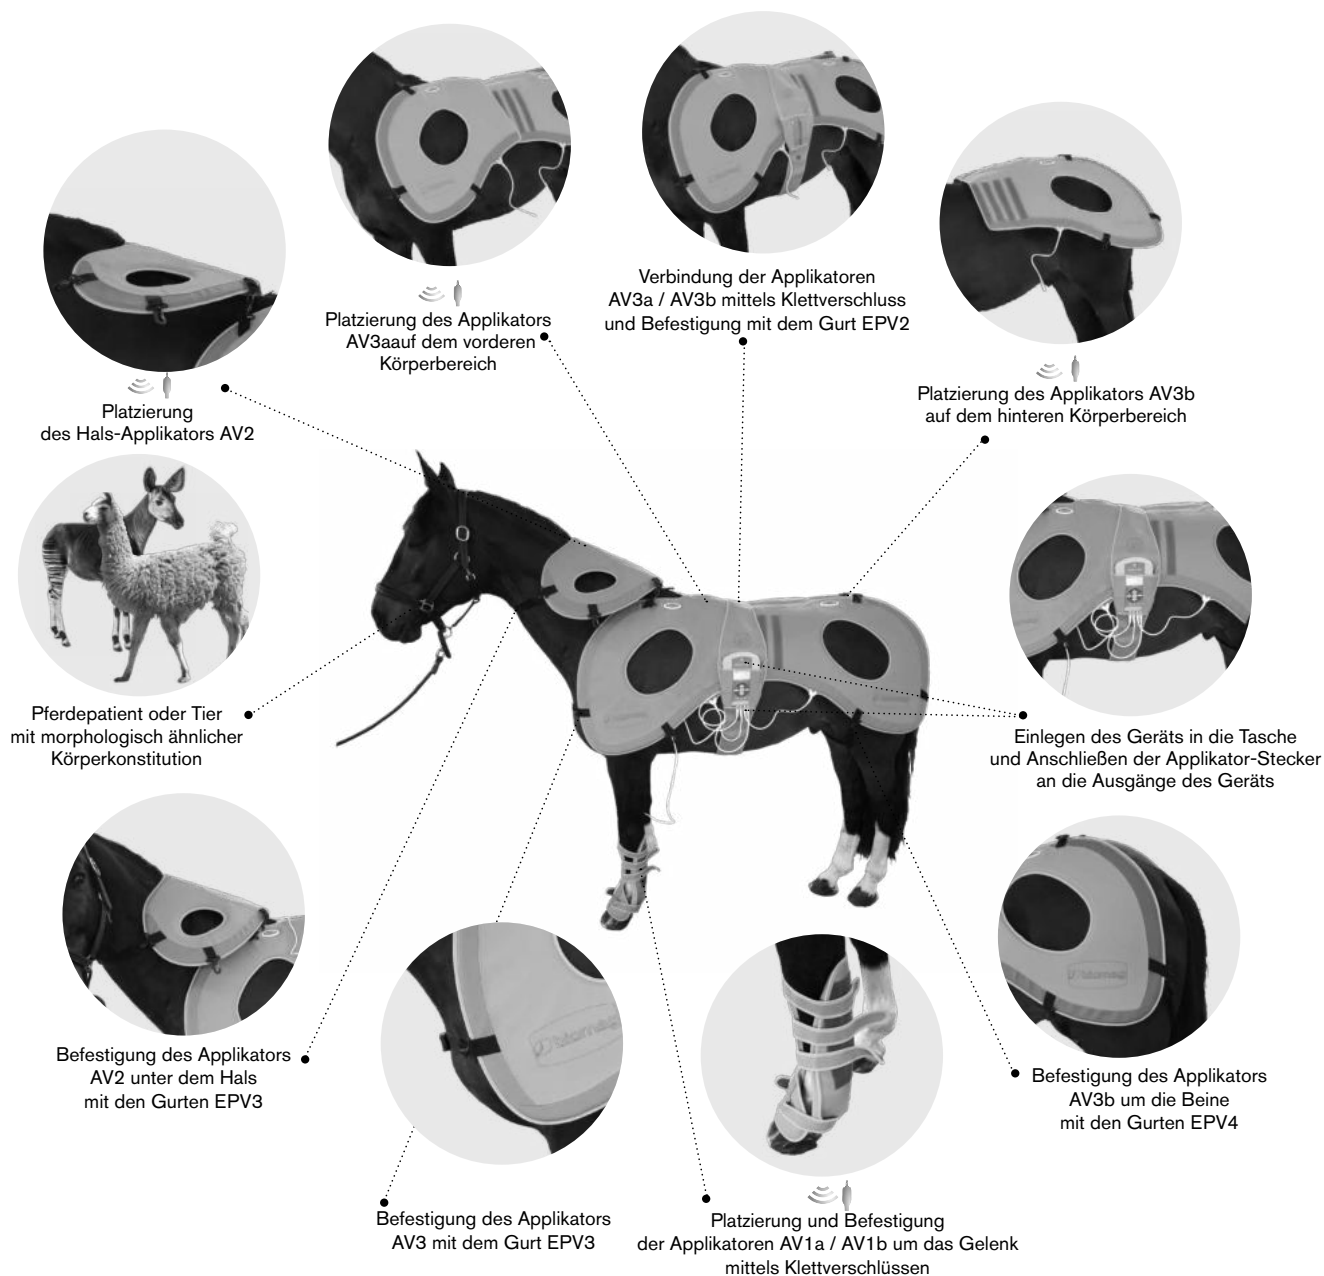 Platzierung des Applikators
AV3aauf dem vorderen
Körperbereich
Verbindung der Applikatoren
AV3a / AV3b mittels Klettverschluss
und Befestigung mit dem Gurt EPV2
Platzierung des Applikators AV3b
auf dem hinteren Körperbereich
Platzierung
des Hals-Applikators AV2
Pferdepatient oder Tier
mit morphologisch ähnlicher
Körperkonstitution
Einlegen des Geräts in die Tasche
und Anschließen der Applikator-Stecker
an die Ausgänge des Geräts
Befestigung des Applikators
AV2 unter dem Hals
mit den Gurten EPV3
biomag
biomag
Befestigung des Applikators
AV3b um die Beine
mit den Gurten EPV4
Befestigung des Applikators
AV3 mit dem Gurt EPV3
Platzierung und Befestigung
der Applikatoren AV1a / AV1b um das Gelenk
mittels Klettverschlüssen